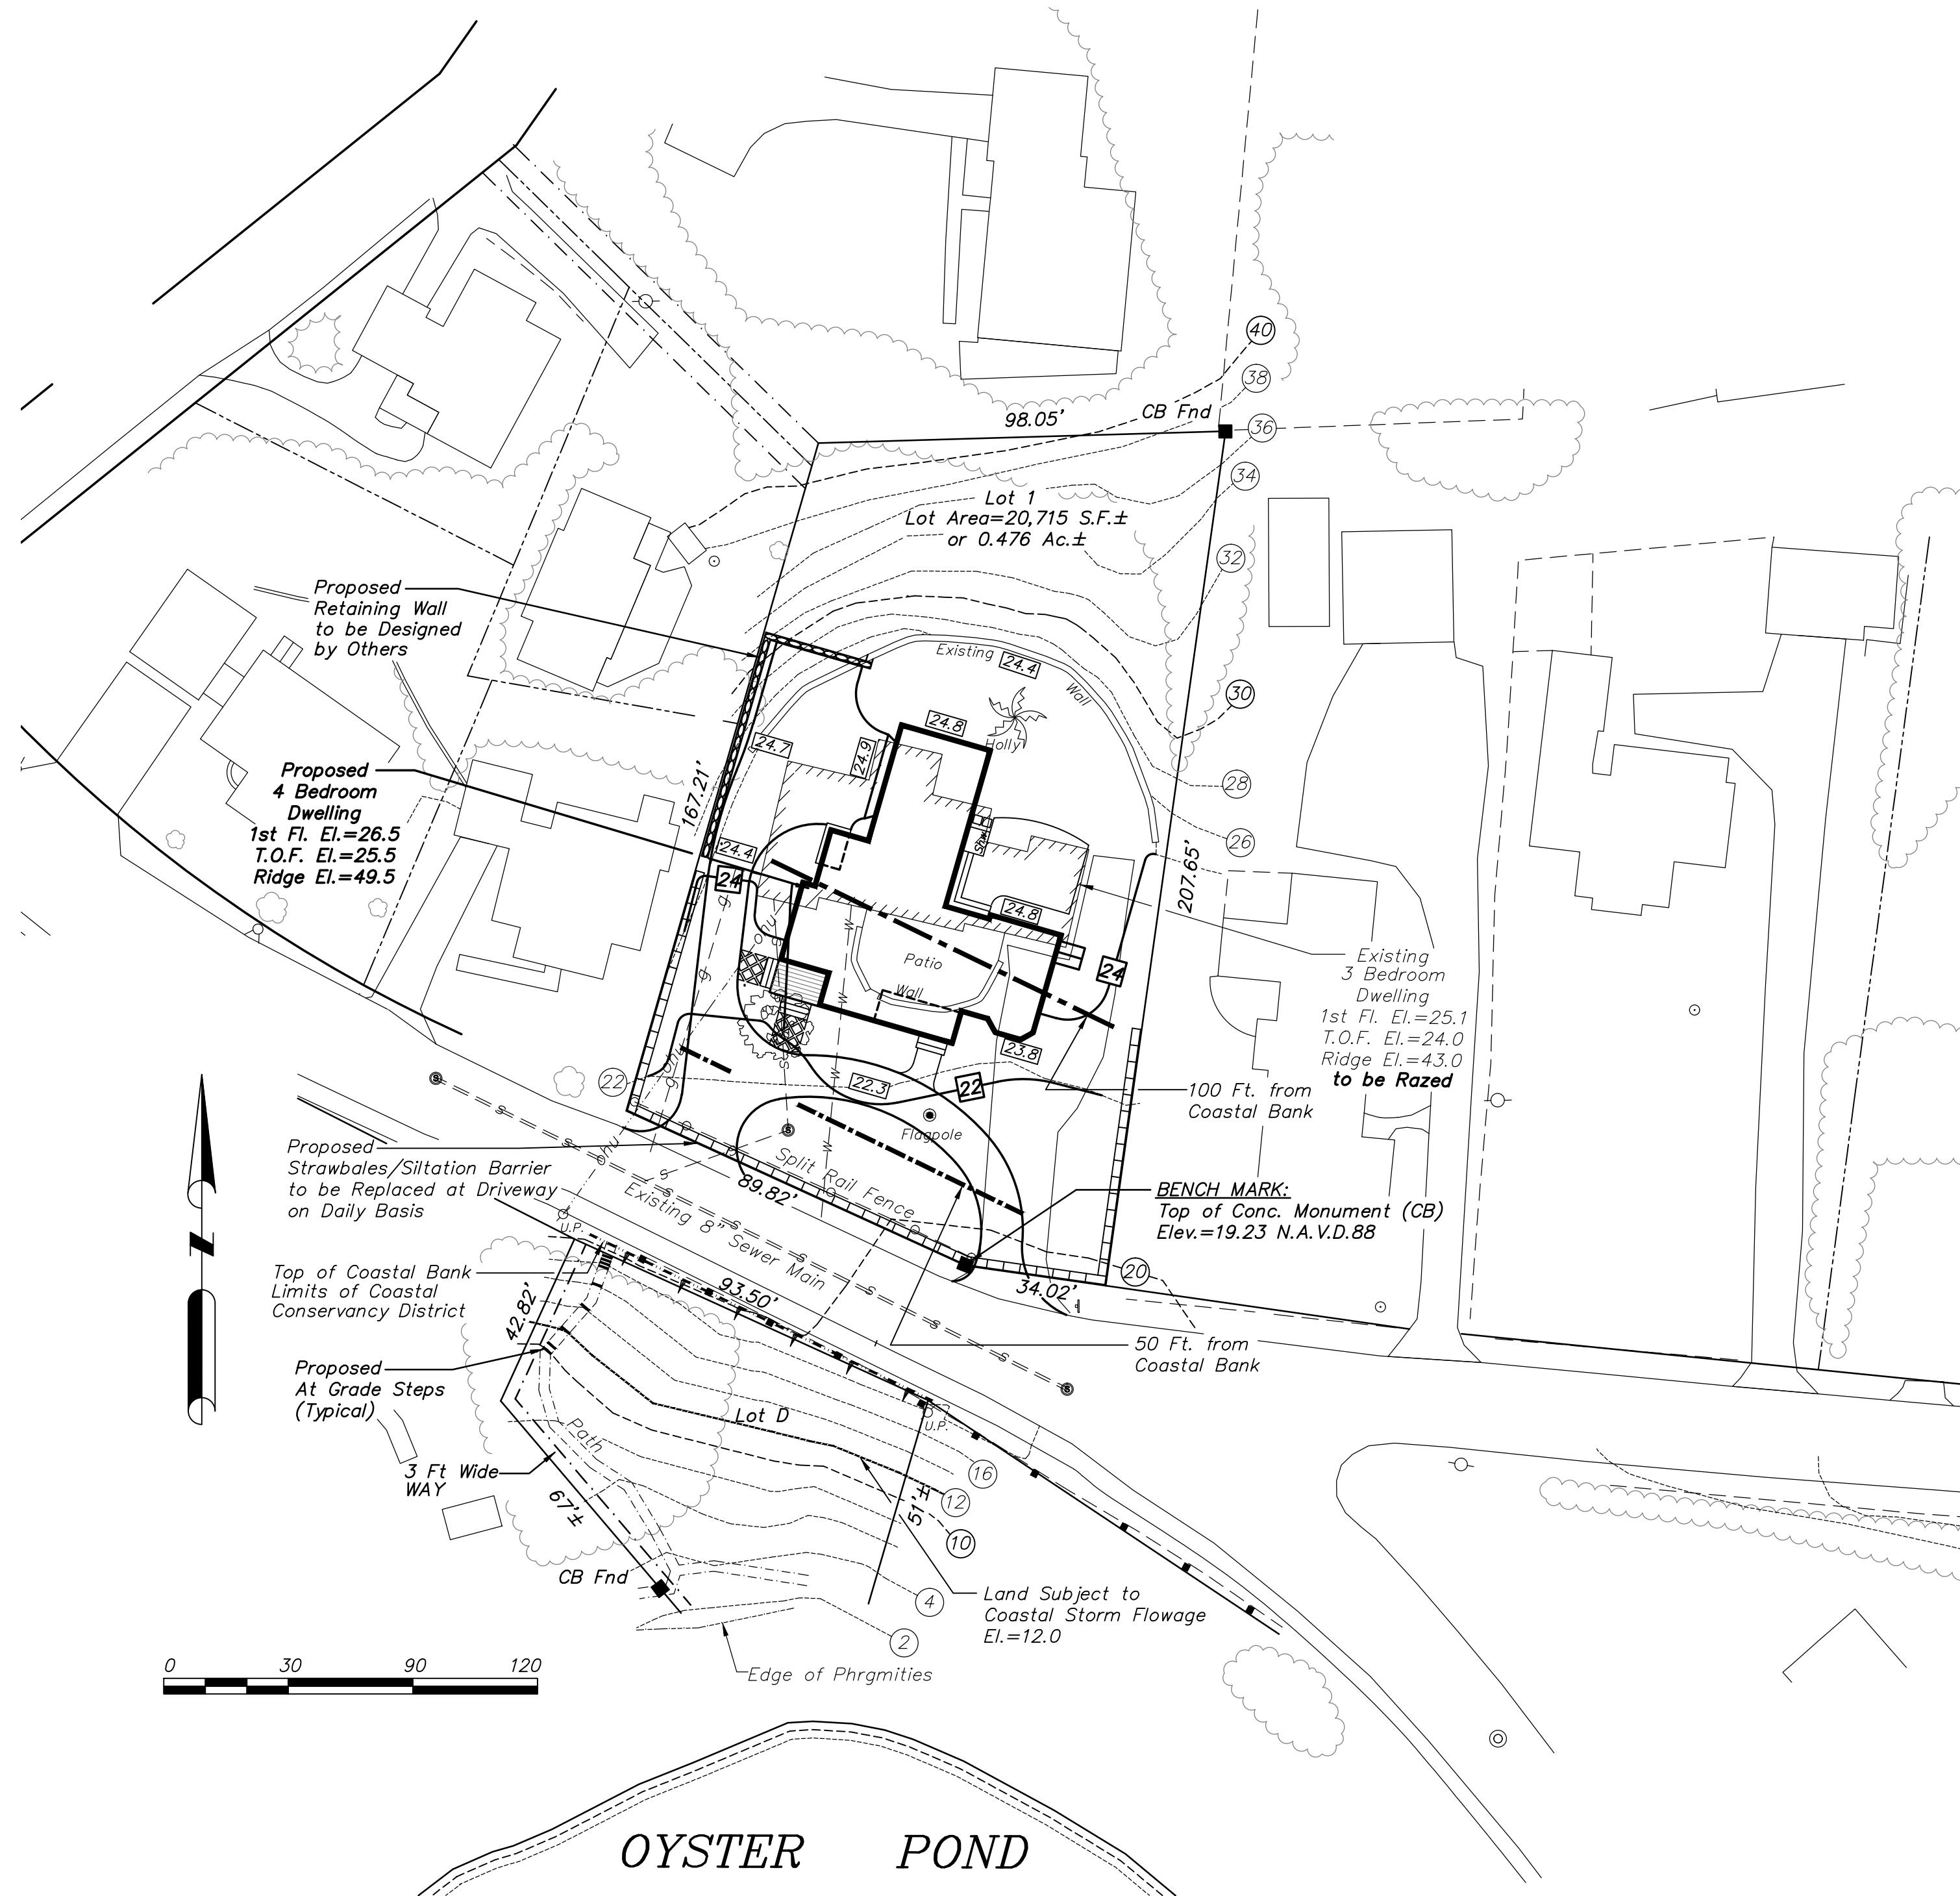 40
38
98.05'
CB Fnd
36
34
Lot 1
Lot Area=20,715 S.F.±
or 0.476 Ac.±
32
Proposed
Retaining Wall
to be Designed
by Others
Existing
24.4
Wall
30
24.8
Holly
24.7
24.9
Proposed
4 Bedroom
Dwelling
1st Fl. El.=26.5
T.O.F. El.=25.5
Ridge El.=49.5
167.21'
28
Shwr
26
24.4
24
207.65'
24.8
g
ohu
s
w
Patio
Wall
24
Existing
3 Bedroom
Dwelling
1st Fl. El.=25.1
T.O.F. El.=24.0
Ridge El.=43.0
to be Razed
g
w
23.8
22
22.3
22
100 Ft. from
Coastal Bank
Flagpole
S
Proposed
Strawbales/Siltation Barrier
to be Replaced at Driveway
on Daily Basis
ohu
Split Rail Fence
89.82'
Existing 8" Sewer Main
U.P.
BENCH MARK:
Top of Conc. Monument (CB)
Elev.=19.23 N.A.V.D.88
Top of Coastal Bank
Limits of Coastal
Conservancy District
93.50'
34.02'
20
42.82'
50 Ft. from
Coastal Bank
Proposed
At Grade Steps
(Typical)
Lot D
U.P.
Path
3 Ft Wide
WAY
16
12
51'±
67'±
10
CB Fnd
4
Land Subject to
Coastal Storm Flowage
El.=12.0
2
Edge of Phrgmities
N
0 30 90 120
OYSTER POND